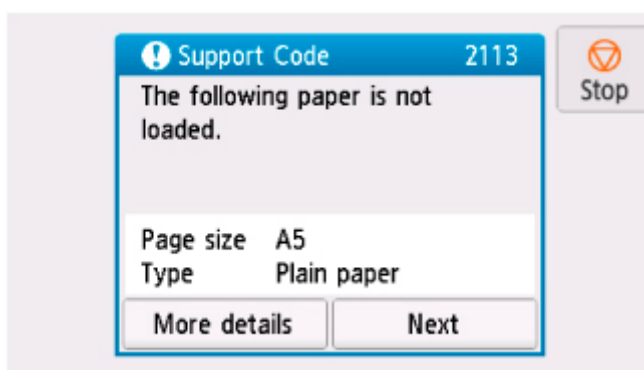 Support Code 2113
Stop
The following paper is not
loaded.
Page size A5
Type Plain paper
More details Next